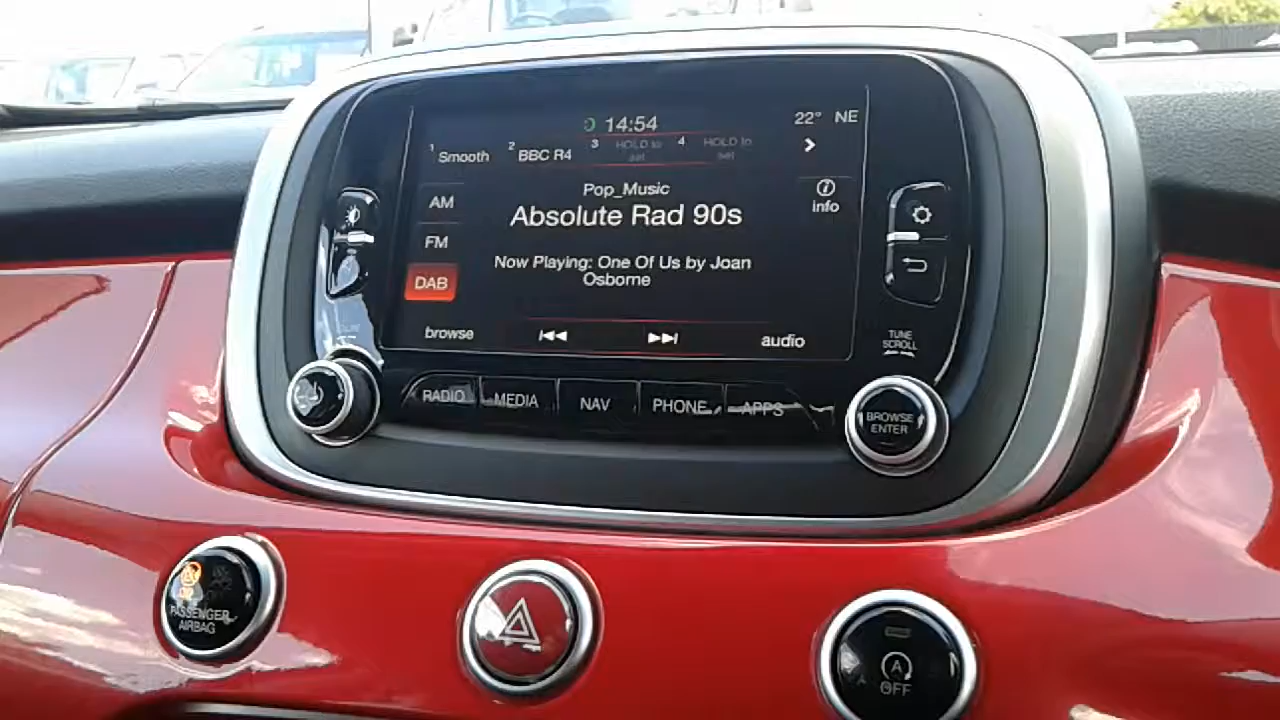 14:54
22° NE
1 Smooth 2 BBC R4 3 HOLD to set 4 HOLD to set
Pop_Music
info
AM
Absolute Rad 90s
FM
Now Playing: One Of Us by Joan
Osborne
DAB
browse
audio
TUNE
SCROLL
RADIO MEDIA NAV PHONE APPS
BROWSE
ENTER
PASSENGER
AIRBAG
A
OFF